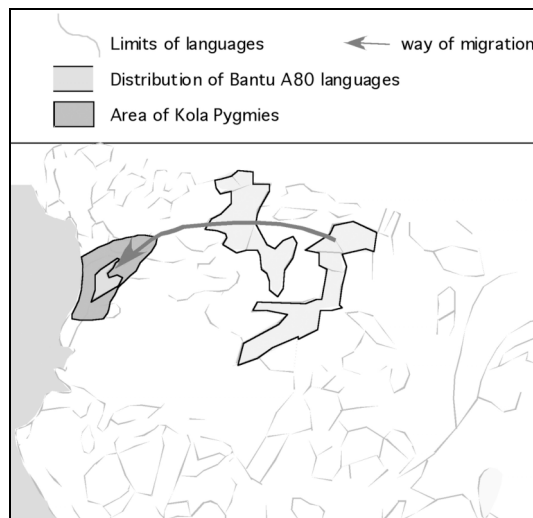 Limits of languages
way of migration
Distribution of Bantu A80 languages
Area of Kola Pygmies